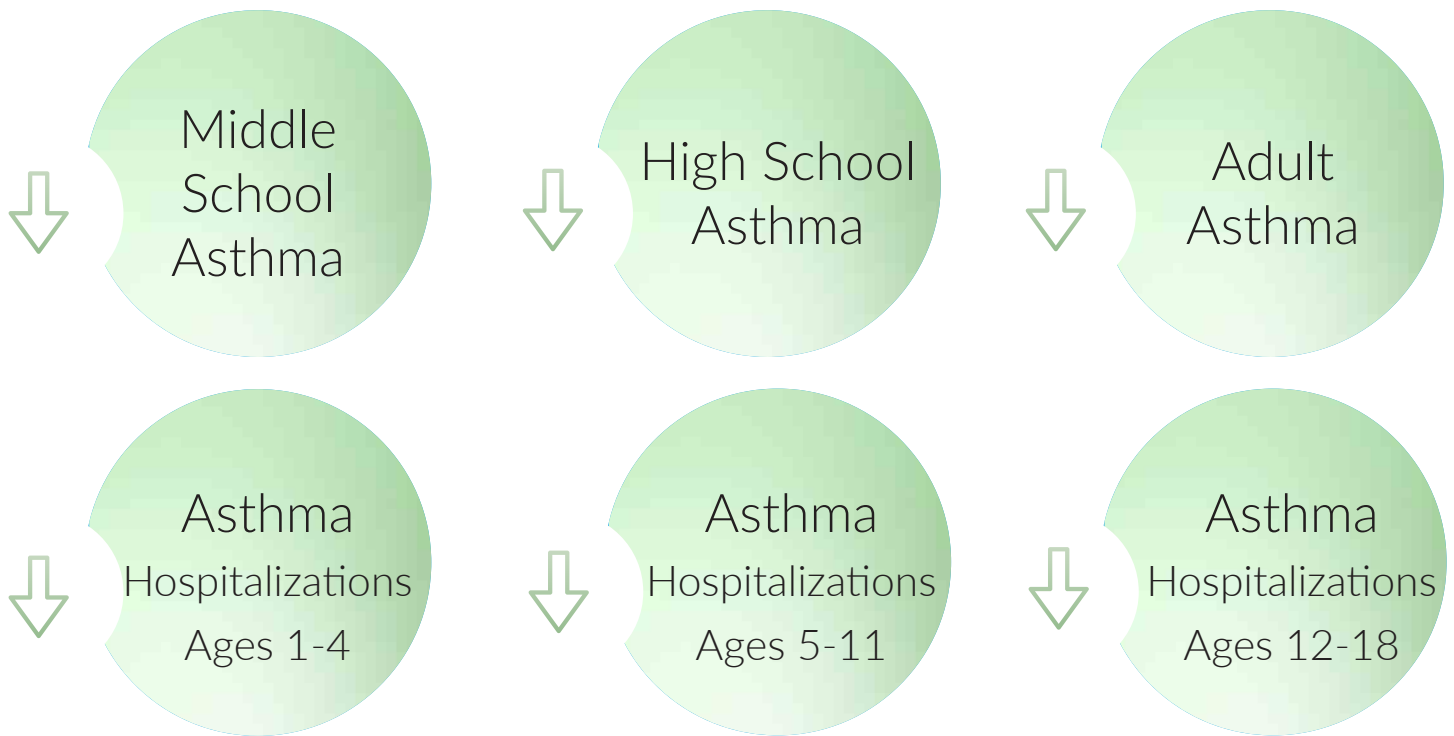 Middle
School
Asthma
High School
Asthma
Adult
Asthma
Asthma
Hospitalizations
Ages 1-4
Asthma
Hospitalizations
Ages 5-11
Asthma
Hospitalizations
Ages 12-18